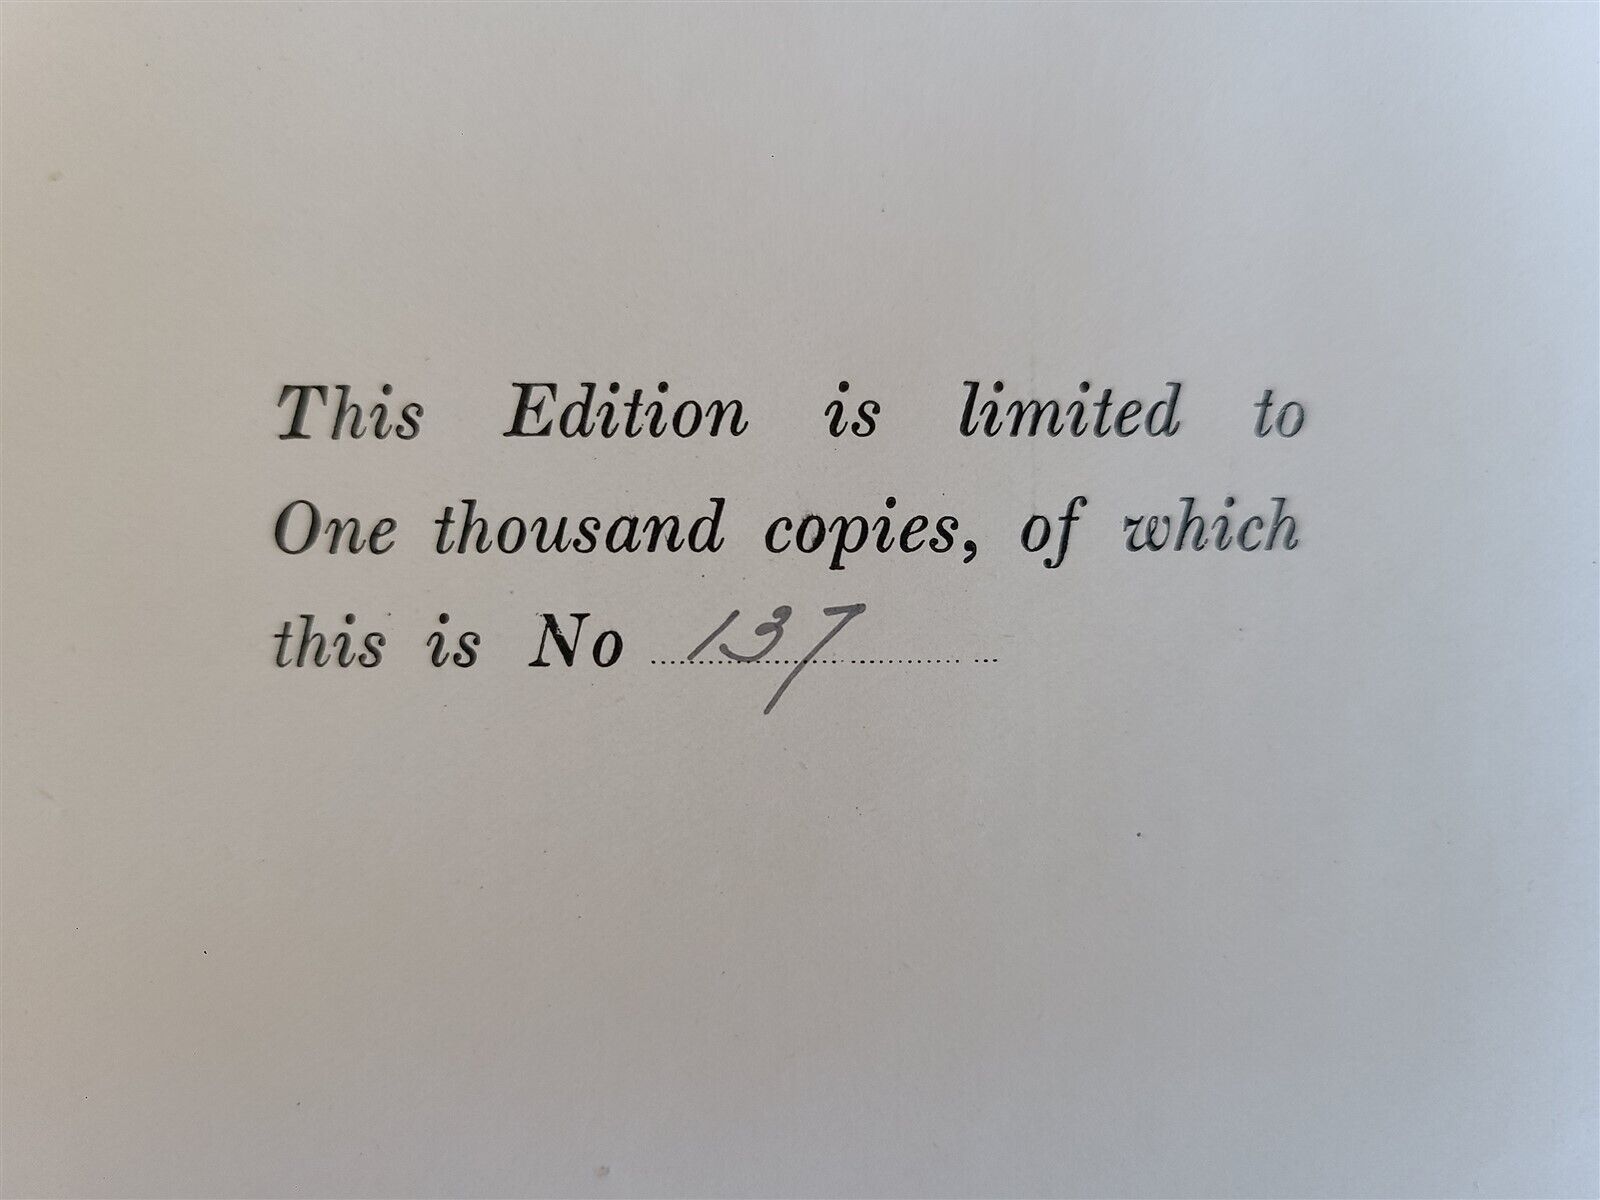 This Edition is limited to
One thousand copies, of which
this is No ........137............. ...